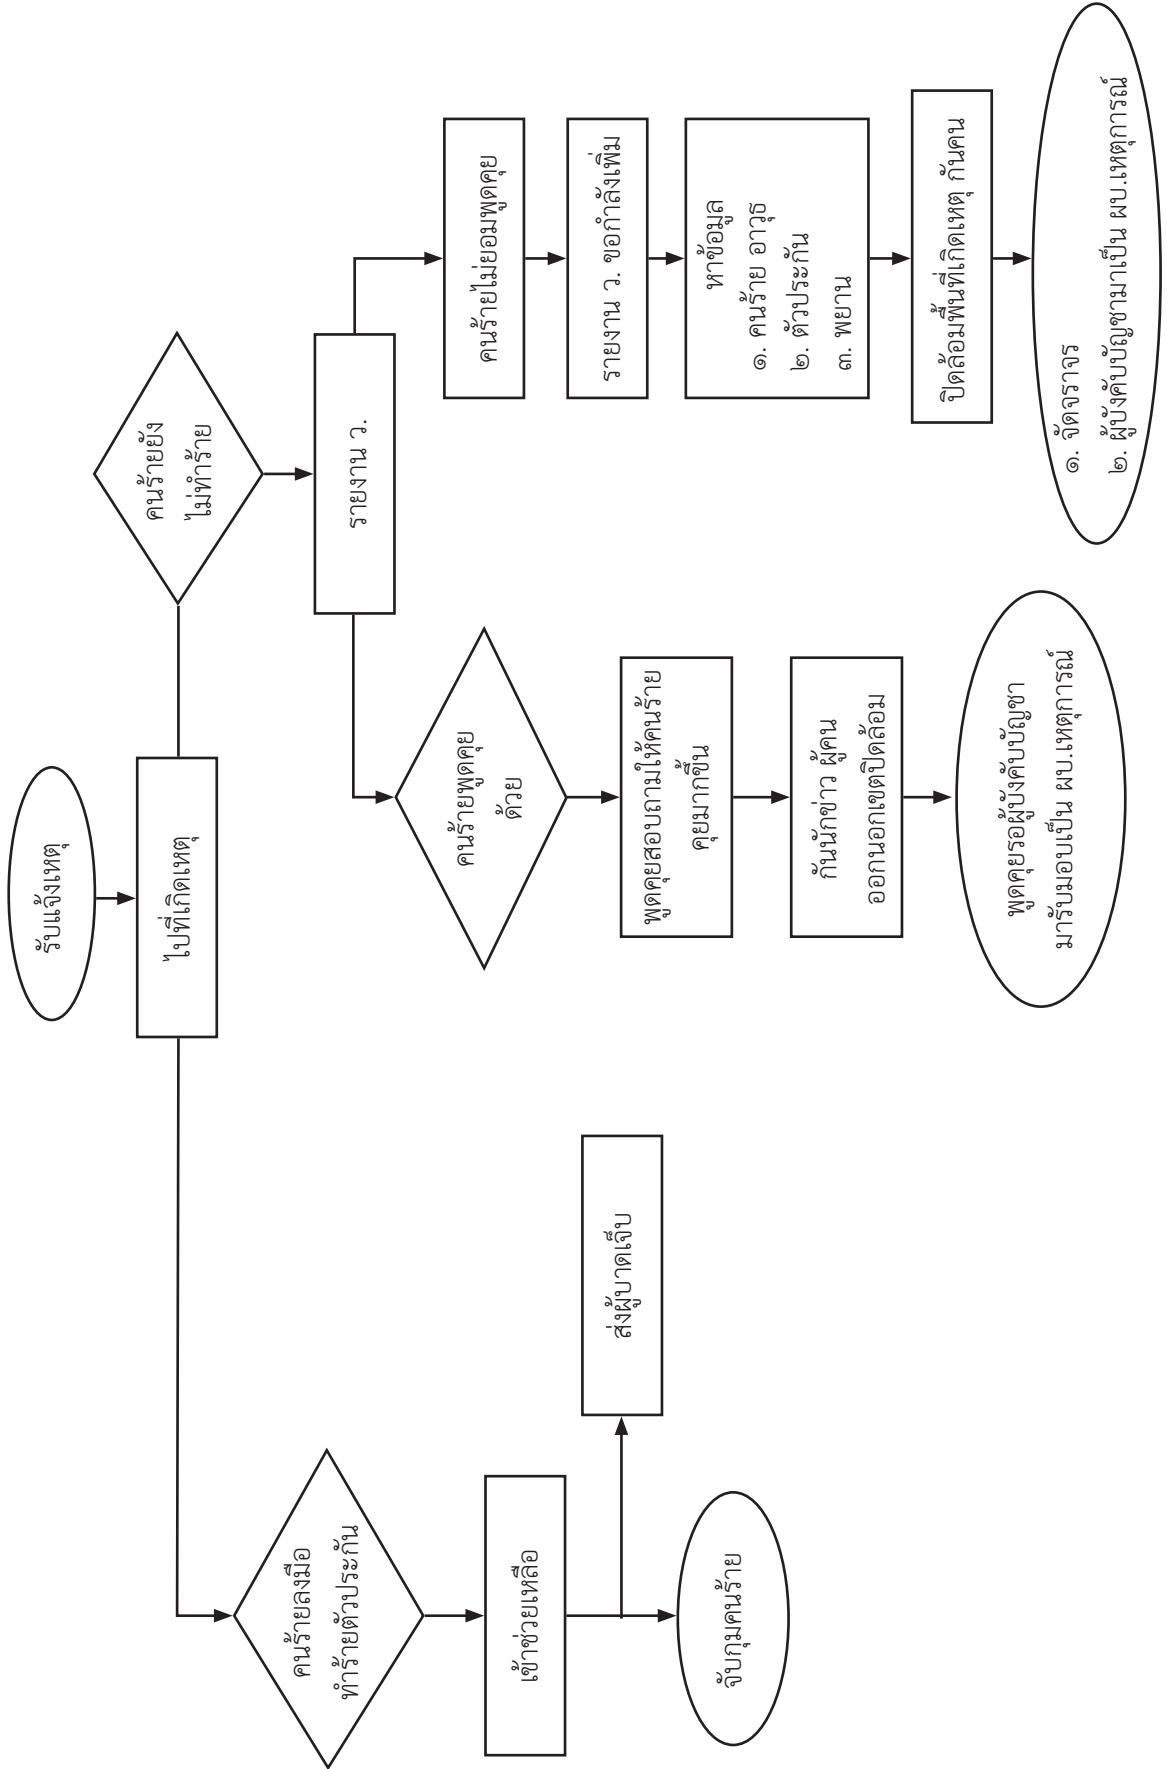 รับแจ้งเหตุ
ไปที่เกิดเหตุ
คนร้ายลงมือ
ทำร้ายตัวประกัน
เข้าช่วยเหลือ
ส่งผู้บาดเจ็บ
จับกุมคนร้าย
คนร้ายยัง
ไม่ทำร้าย
รายงาน ว.
คนร้ายพูดคุย
ด้วย
พูดคุยสอบถามให้คนร้าย
คุยมากขึ้น
กันนักข่าว ผู้คน
ออกนอกเขตปิดล้อม
พูดคุยรอผู้บังคับบัญชา
มารับมอบเป็น ผบ.เหตุการณ์
คนร้ายไม่ยอมพูดคุย
รายงาน ว. ขอกำลังเพิ่ม
หาข้อมูล
๑. คนร้าย อาวุธ
๒. ตัวประกัน
๓. พยาน
ปิดล้อมพื้นที่เกิดเหตุ กันคน
๑. จัดจราจร
๒. ผู้บังคับบัญชามาเป็น ผบ.เหตุการณ์